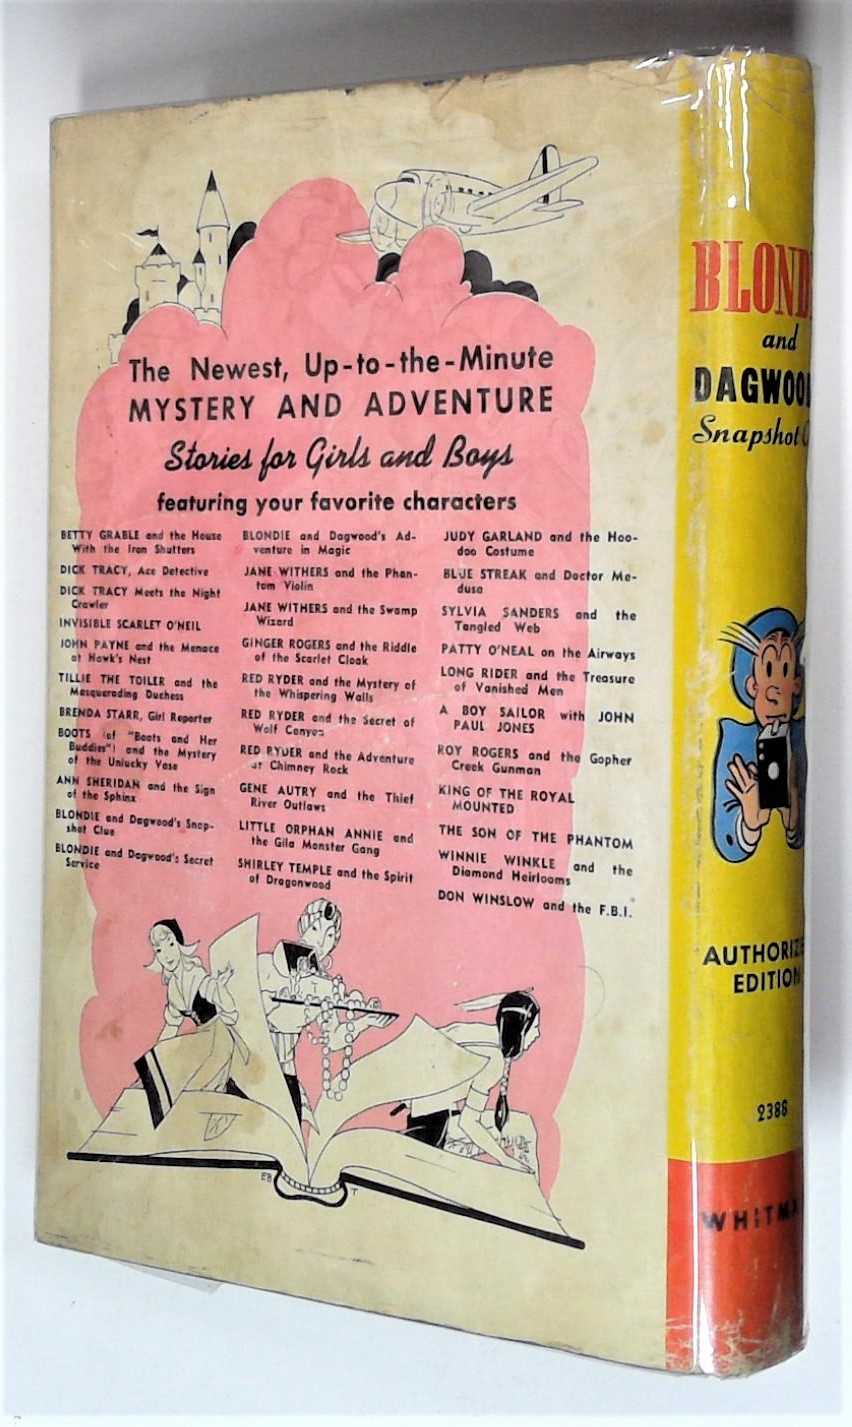 The Newest, Up-to-the-Minute
MYSTERY AND ADVENTURE
Stories for Girls and Boys
featuring your favorite characters
BETTY GRABLE and the House
With the Iron Shutters
DICK TRACY, Ace Detective
DICK TRACY Meets the Night
Crawler
INVISIBLE SCARLET O'NEIL
JOHN PAYNE and the Menace
at Hawk's Nest
TILLIE THE TOILER and the
Masquerading Duchess
BRENDA STARR, Girl Reporter
BOOTS (of "Boots and Her
Buddies") and the Mystery
of the Unlucky Vase
ANN SHERIDAN and the Sign
of the Sphinx
BLONDIE and Dagwood's Snap-
shot Clue
BLONDIE and Dagwood's Secret
Service
BLONDIE and Dagwood's Ad-
venture in Magic
JANE WITHERS and the Phan-
tom Violin
JANE WITHERS and the Swamp
Wizard
GINGER ROGERS and the Riddle
of the Scarlet Cloak
RED RYDER and the Mystery of
the Whispering Walls
RED RYDER and the Secret of
Wolf Canyon
RED RYDER and the Adventure
at Chimney Rock
GENE AUTRY and the Thief
River Outlaws
LITTLE ORPHAN ANNIE and
the Gila Monster Gang
SHIRLEY TEMPLE and the Spirit
of Dragonwood
JUDY GARLAND and the Hoo-
doo Costume
BLUE STREAK and Doctor Me-
dusa
SYLVIA SANDERS and the
Tangled Web
PATTY O'NEAL on the Airways
LONG RIDER and the Treasure
of Vanished Men
A BOY SAILOR with JOHN
PAUL JONES
ROY ROGERS and the Gopher
Creek Gunman
KING OF THE ROYAL
MOUNTED
THE SON OF THE PHANTOM
WINNIE WINKLE and the
Diamond Heirlooms
DON WINSLOW and the F.B.I.
EB T
BLOND
and
DAGWOO
Snapshot
AUTHORIZE
EDITION
2388
WHITM